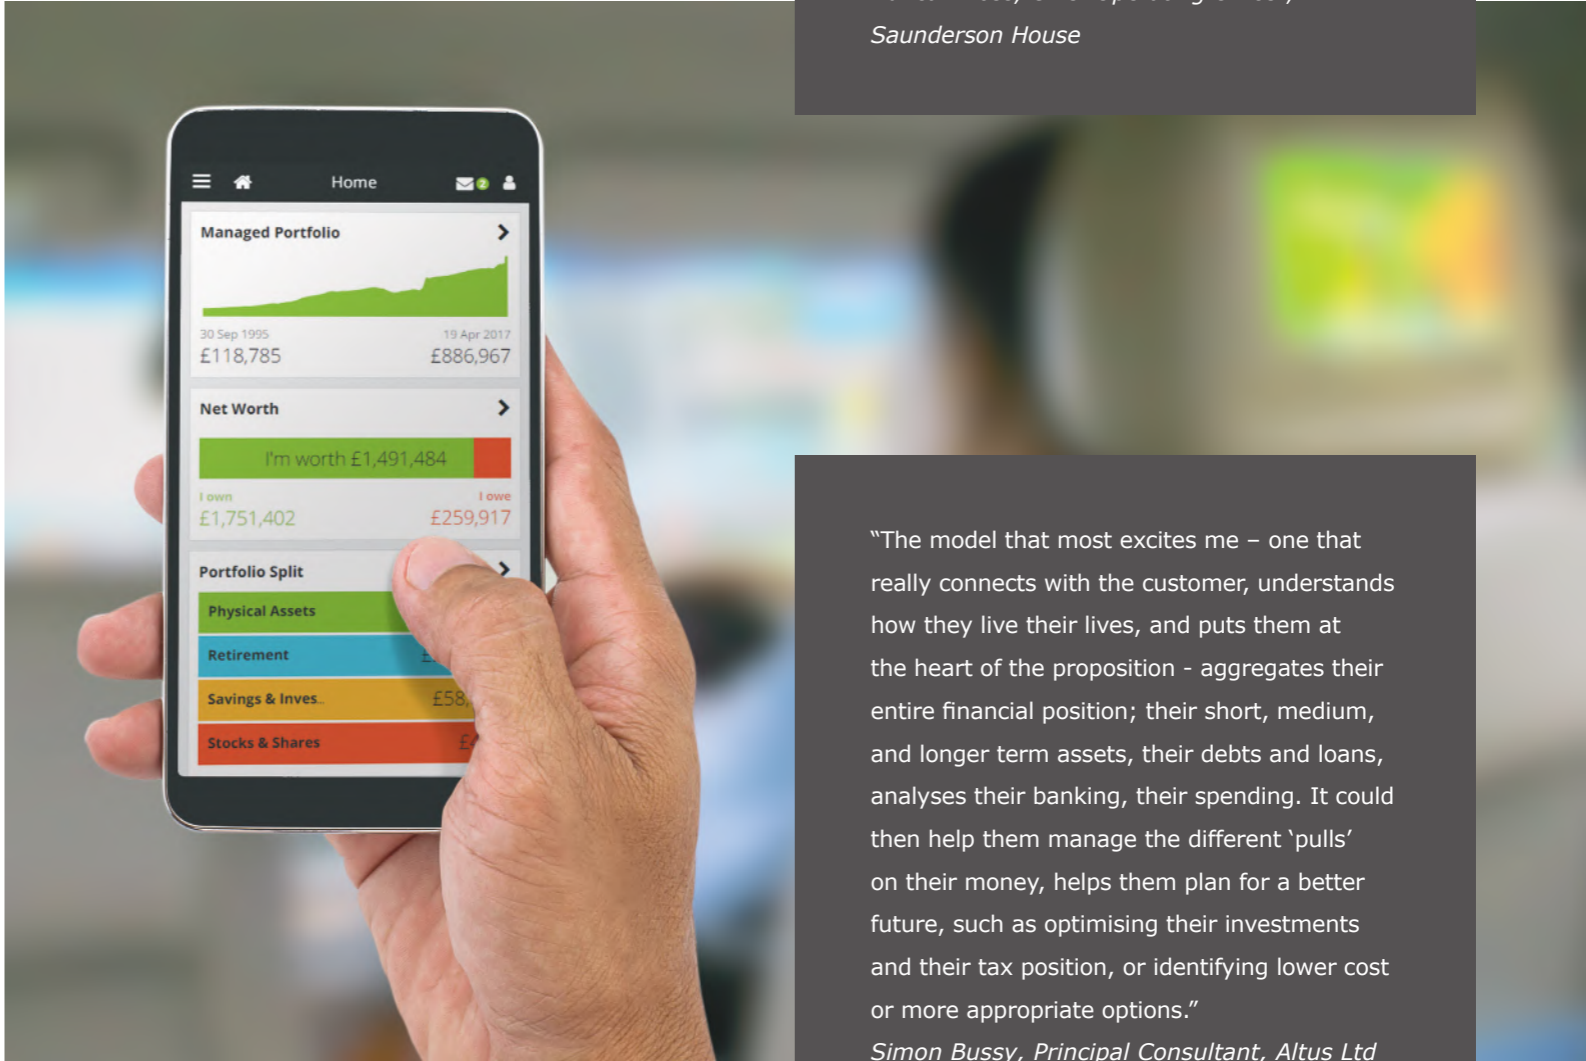 Saunderson House
Home
2
Managed Portfolio
30 Sep 1995 19 Apr 2017
£118,785 £886,967
Net Worth
I'm worth £1,491,484
I own I owe
£1,751,402 £259,917
Portfolio Split
Physical Assets
Retirement
Savings & Inves..
Stocks & Shares
“The model that most excites me – one that
really connects with the customer, understands
how they live their lives, and puts them at
the heart of the proposition - aggregates their
entire financial position; their short, medium,
and longer term assets, their debts and loans,
analyses their banking, their spending. It could
then help them manage the different ‘pulls’
on their money, helps them plan for a better
future, such as optimising their investments
and their tax position, or identifying lower cost
or more appropriate options.”
Simon Bussy, Principal Consultant, Altus Ltd